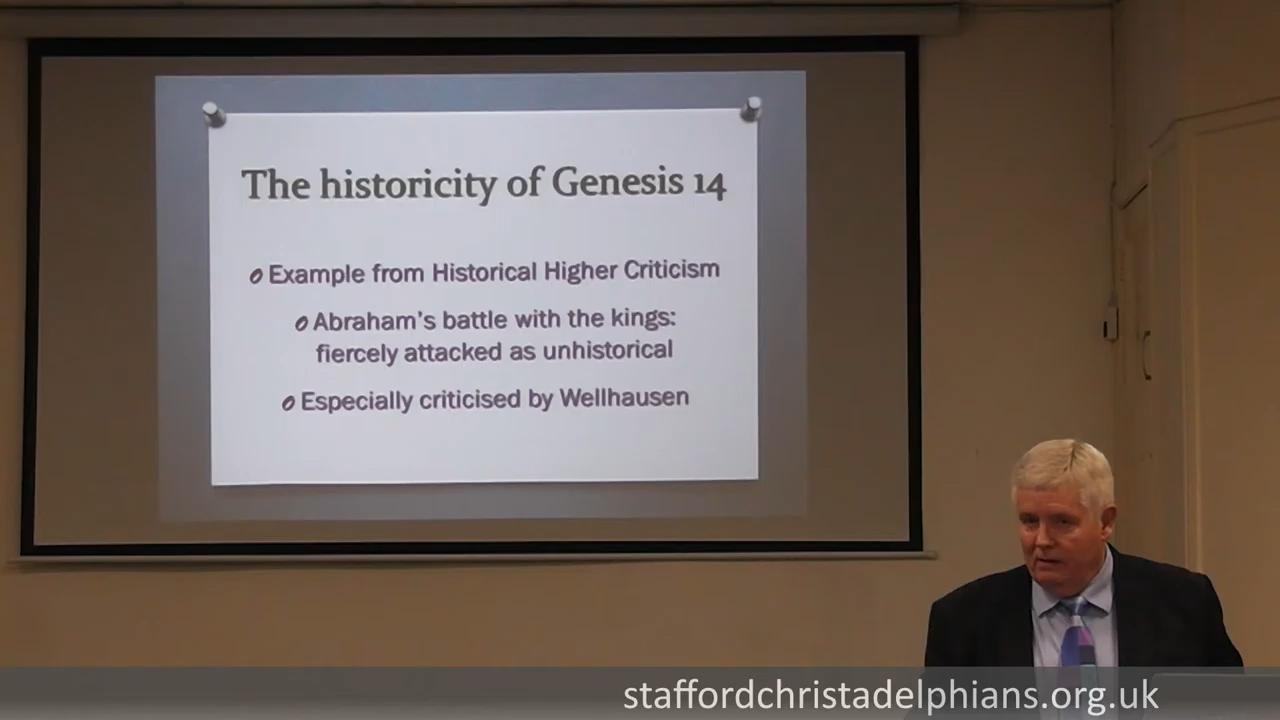 The historicity of Genesis 14
Example from Historical Higher Criticism
Abraham's battle with the kings:
fiercely attacked as unhistorical
Especially criticised by Wellhausen
staffordchristadelphians.org.uk